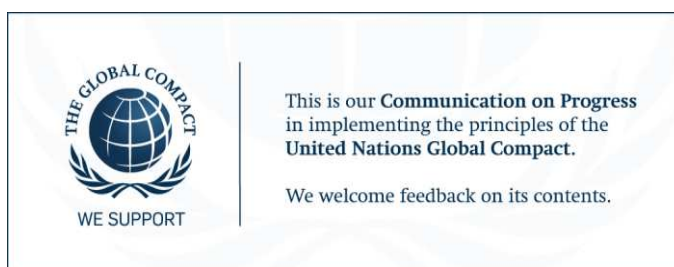 THE GLOBAL COMPACT
WE SUPPORT
This is our Communication on Progress
in implementing the principles of the
United Nations Global Compact.
We welcome feedback on its contents.